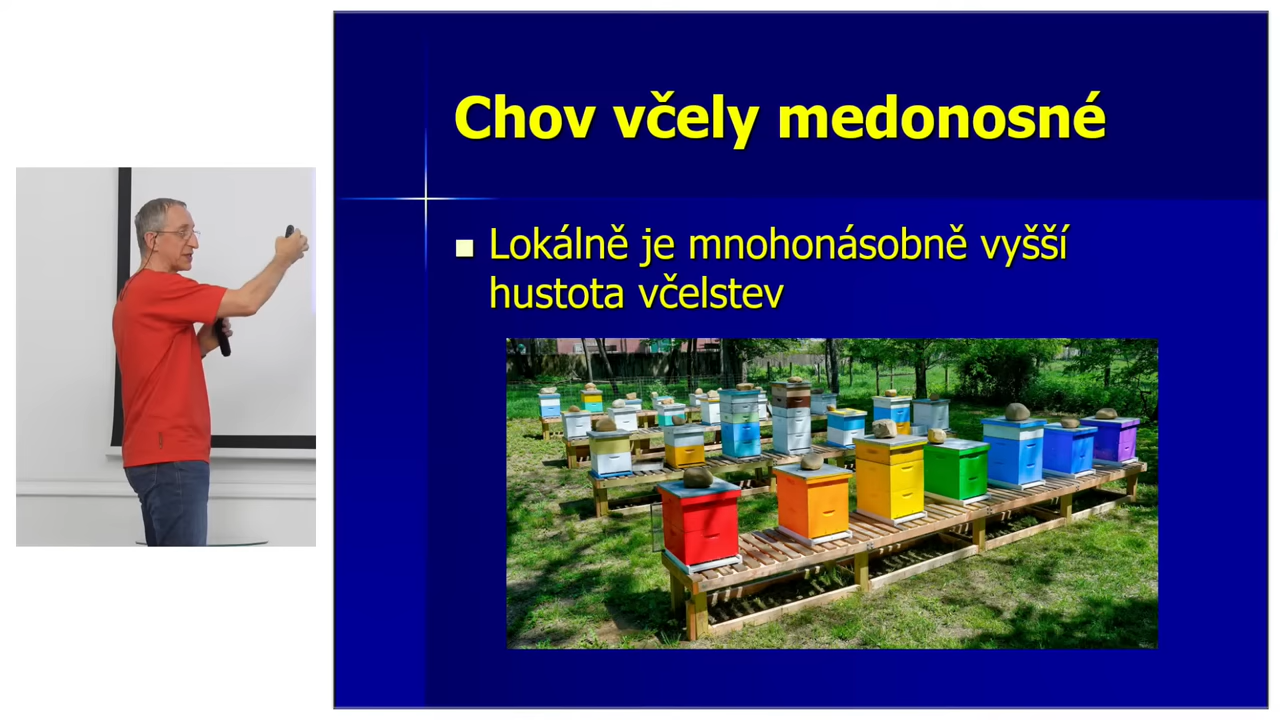 Chov včely medonosné
Lokálně je mnohonásobně vyšší
hustota včelstev